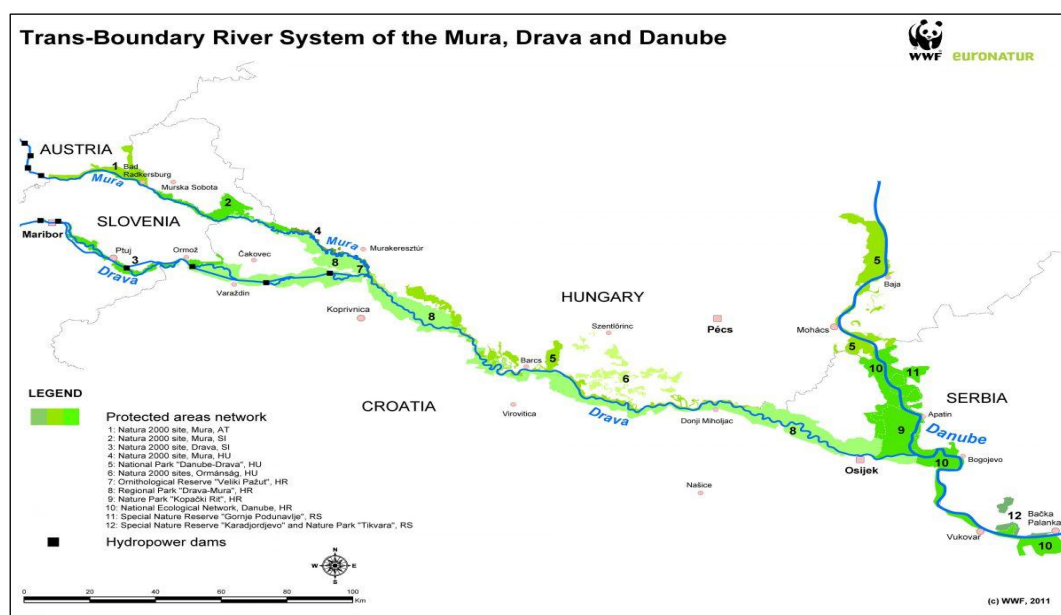 Trans-Boundary River System of the Mura, Drava and Danube
WWF
euronatur
AUSTRIA
1
Bad
Radkersburg
Mura
Murska Sobota
2
SLOVENIA
Maribor
Ptuj
3
Ormož
Drava
Čakovec
Varaždin
4
Mura
Murakeresztúr
8
7
Koprivnica
8
HUNGARY
Szentlőrinc
Pécs
5
Baja
Mohács
5
10
11
SERBIA
Barcs
5
6
CROATIA
Virovitica
Drava
Donji Miholjac
8
9
Apatin
Danube
Osijek
10
Bogojevo
Našice
12
Bačka
Palanka
Vukovar
10
LEGEND
Protected areas network
1: Natura 2000 site, Mura, AT
2: Natura 2000 site, Mura, SI
3: Natura 2000 site, Drava, SI
4: Natura 2000 site, Mura, HU
5: National Park "Danube-Drava", HU
6: Natura 2000 sites, Ormánság, HU
7: Ornithological Reserve "Veliki Pažut", HR
8: Regional Park "Drava-Mura", HR
9: Nature Park "Kopački Rit", HR
10: National Ecological Network, Danube, HR
11: Special Nature Reserve "Gornje Podunavlje", RS
12: Special Nature Reserve "Karadjordjevo" and Nature Park "Tikvara", RS
Hydropower dams
N
W E
S
0 20 40 60 80 100
Km
(c) WWF, 2011